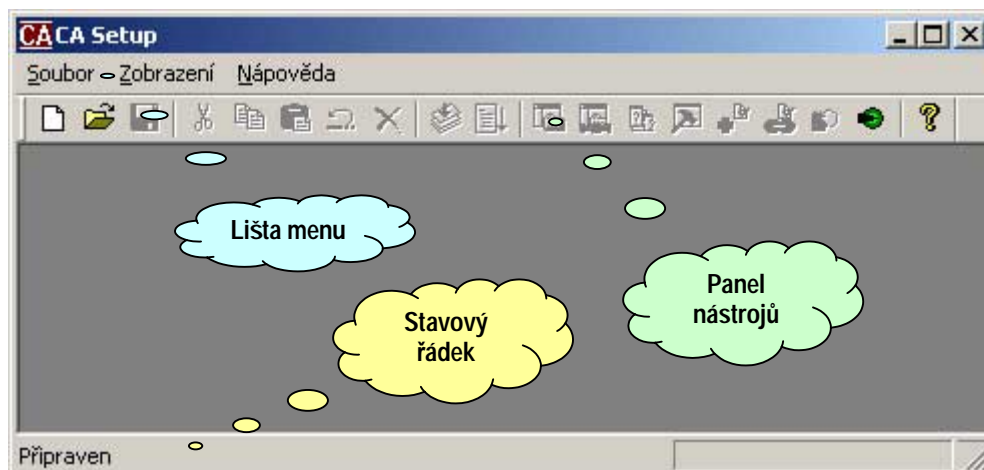 CA CA Setup
Soubor Zobrazení Nápověda
Lišta menu
Stavový
řádek
Panel
nástrojů
Připraven